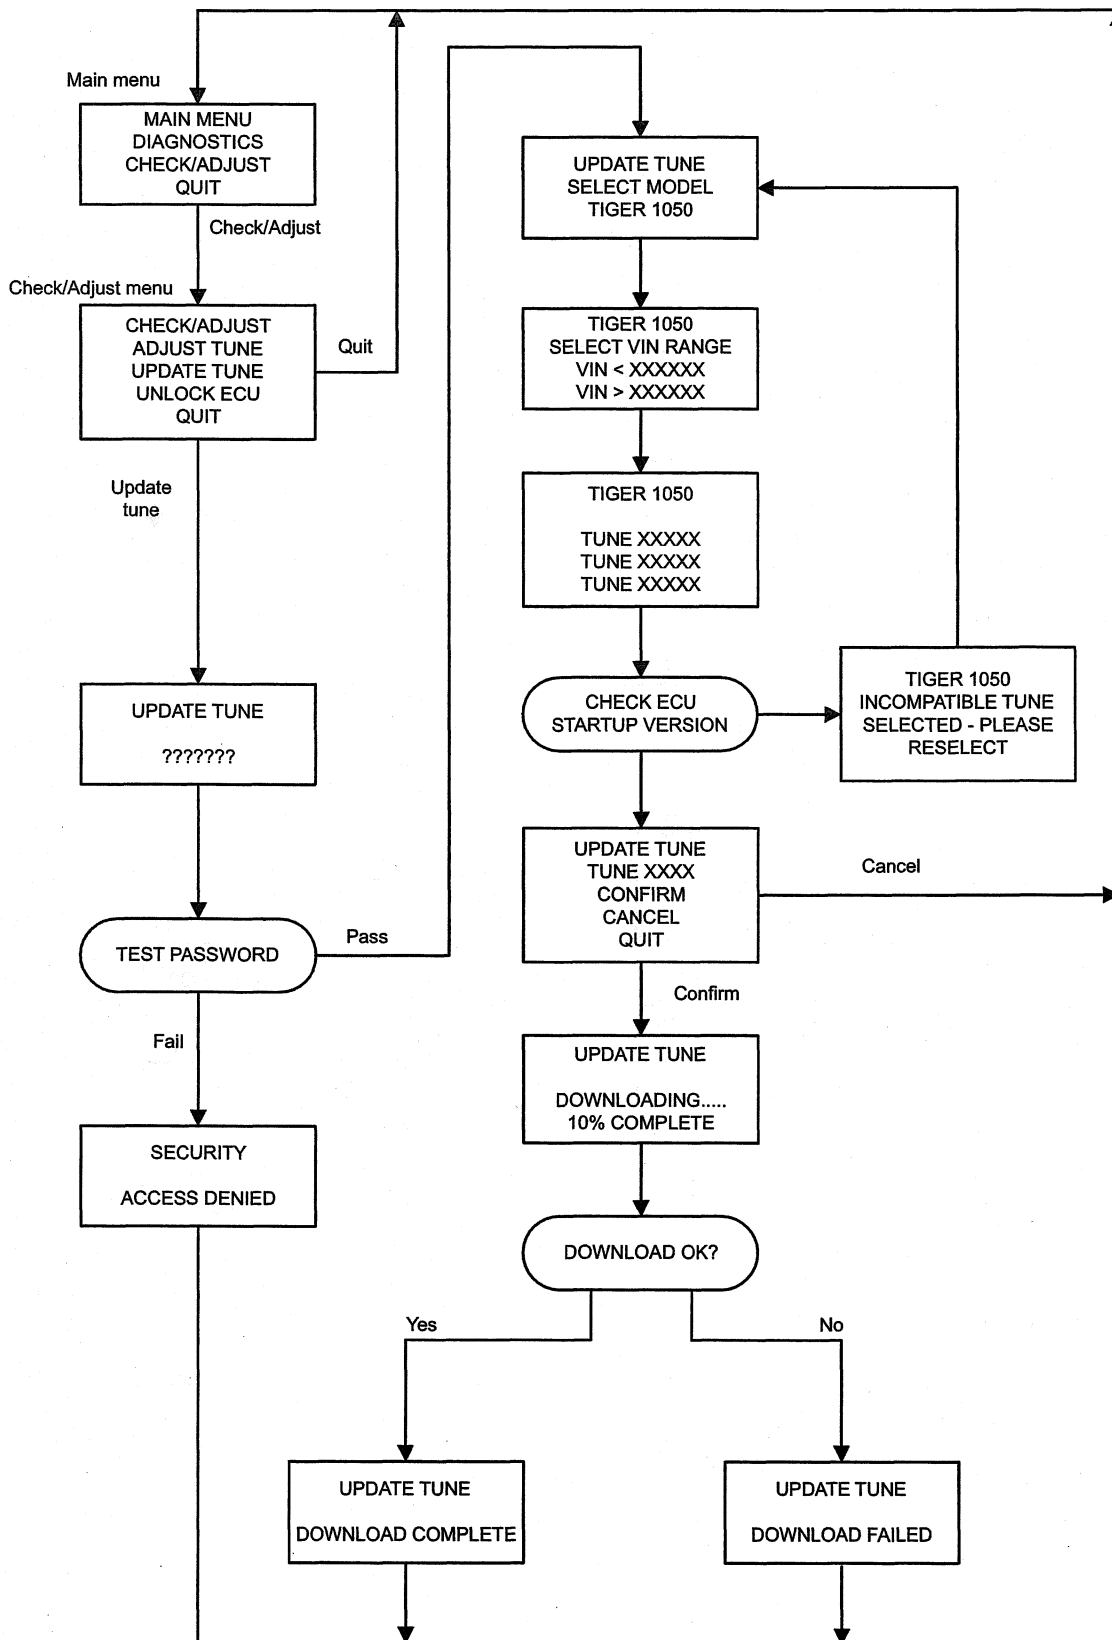 Main menu
MAIN MENU
DIAGNOSTICS
CHECK/ADJUST
QUIT
Check/Adjust
Check/Adjust menu
CHECK/ADJUST
ADJUST TUNE
UPDATE TUNE
UNLOCK ECU
QUIT
Quit
Update
tune
UPDATE TUNE
???????
TEST PASSWORD
Pass
Fail
SECURITY
ACCESS DENIED
UPDATE TUNE
SELECT MODEL
TIGER 1050
TIGER 1050
SELECT VIN RANGE
VIN < XXXXXX
VIN > XXXXXX
TIGER 1050
TUNE XXXXX
TUNE XXXXX
TUNE XXXXX
CHECK ECU
STARTUP VERSION
TIGER 1050
INCOMPATIBLE TUNE
SELECTED - PLEASE
RESELECT
UPDATE TUNE
TUNE XXXX
CONFIRM
CANCEL
QUIT
Cancel
Confirm
UPDATE TUNE
DOWNLOADING.....
10% COMPLETE
DOWNLOAD OK?
Yes
No
UPDATE TUNE
DOWNLOAD COMPLETE
UPDATE TUNE
DOWNLOAD FAILED